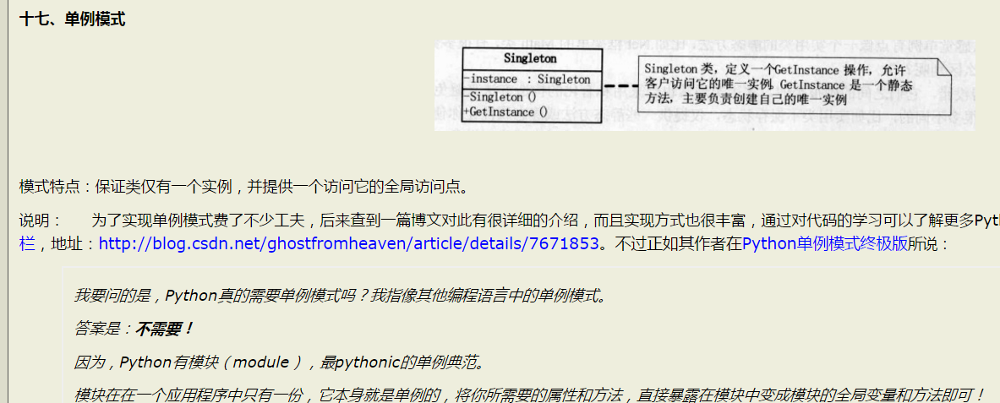 十七、单例模式
Singleton
-instance : Singleton
-Singleton()
+GetInstance()
Singleton 类，定义一个GetInstance 操作，允许
客户访问它的唯一实例。GetInstance 是一个静态
方法，主要负责创建自己的唯一实例
模式特点：保证类仅有一个实例，并提供一个访问它的全局访问点。
说明： 为了实现单例模式费了不少工夫，后来查到一篇博文对此有很详细的介绍，而且实现方式也很丰富，通过对代码的学习可以了解更多Pyt
栏，地址：http://blog.csdn.net/ghostfromheaven/article/details/7671853。不过正如其作者在Python单例模式终极版所说：
我要问的是，Python真的需要单例模式吗？我指像其他编程语言中的单例模式。
答案是：不需要！
因为，Python有模块（module），最pythonic的单例典范。
模块在在一个应用程序中只有一份，它本身就是单例的，将你所需要的属性和方法，直接暴露在模块中变成模块的全局变量和方法即可！